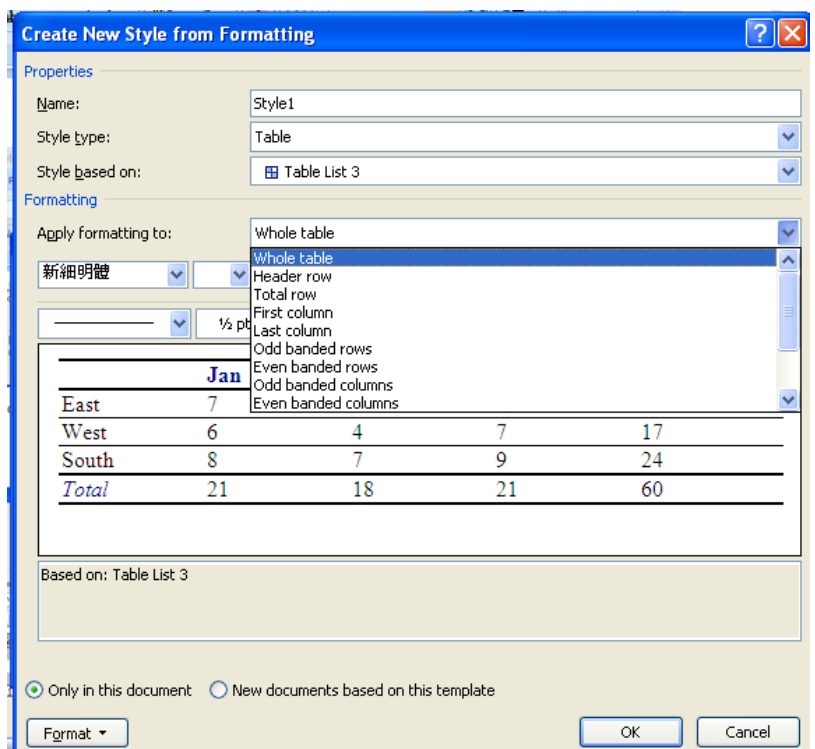 Create New Style from Formatting
Properties
Name: Style1
Style type: Table
Style based on: Table List 3
Formatting
Apply formatting to: Whole table
Whole table
Header row
Total row
First column
Last column
Odd banded rows
Even banded rows
Odd banded columns
Even banded columns
新細明體
½ pt
Jan
East 7
West 6 4 7 17
South 8 7 9 24
Total 21 18 21 60
Based on: Table List 3
Only in this document New documents based on this template
Format OK Cancel